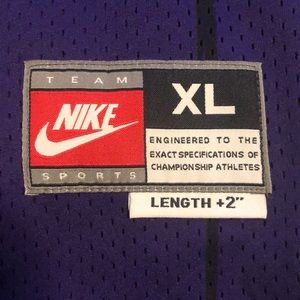 TEAM
NIKE
SPORTS
XL
ENGINEERED TO THE
EXACT SPECIFICATIONS OF
CHAMPIONSHIP ATHLETES
LENGTH +2"